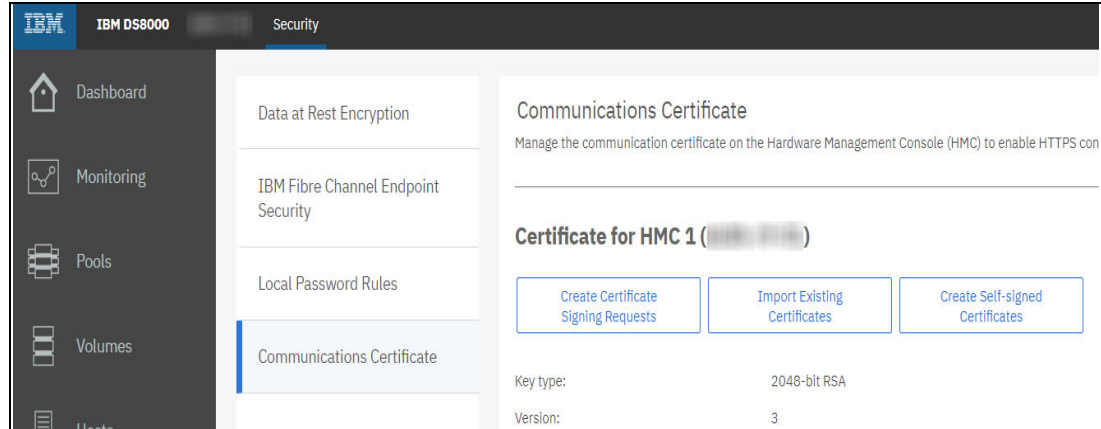 IBM
IBM DS8000
Security
Dashboard
Monitoring
Pools
Volumes
Hosts
Data at Rest Encryption
IBM Fibre Channel Endpoint
Security
Local Password Rules
Communications Certificate
Communications Certificate
Manage the communication certificate on the Hardware Management Console (HMC) to enable HTTPS con
Certificate for HMC 1 ( )
Create Certificate
Signing Requests
Import Existing
Certificates
Create Self-signed
Certificates
Key type: 2048-bit RSA
Version: 3